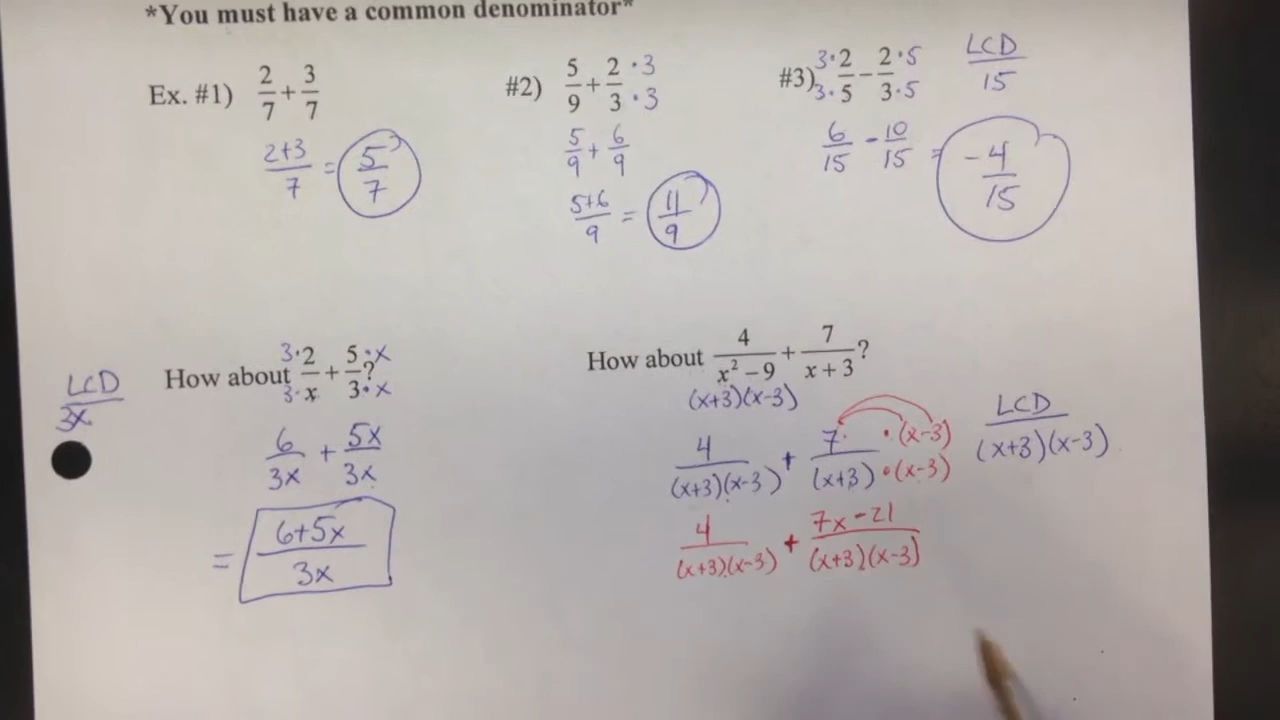 *You must have a common denominator*
Ex. #1) 2/7 + 3/7
(2+3)/7 = 5/7
#2) 5/9 + 2/3 ·3/·3
5/9 + 6/9
(5+6)/9 = 11/9
#3) 3·2/3·5 − 2·5/3·5
LCD
15
6/15 − 10/15 = −4/15
LCD
3x
How about 3·2/3·x + 5·x/3·x?
6/3x + 5x/3x
= (6+5x)/3x
How about 4/(x² − 9) + 7/(x + 3)?
(x+3)(x-3)
LCD
(x+3)(x-3)
4/(x+3)(x-3) + 7·(x-3)/(x+3)·(x-3)
4/(x+3)(x-3) + (7x-21)/(x+3)(x-3)